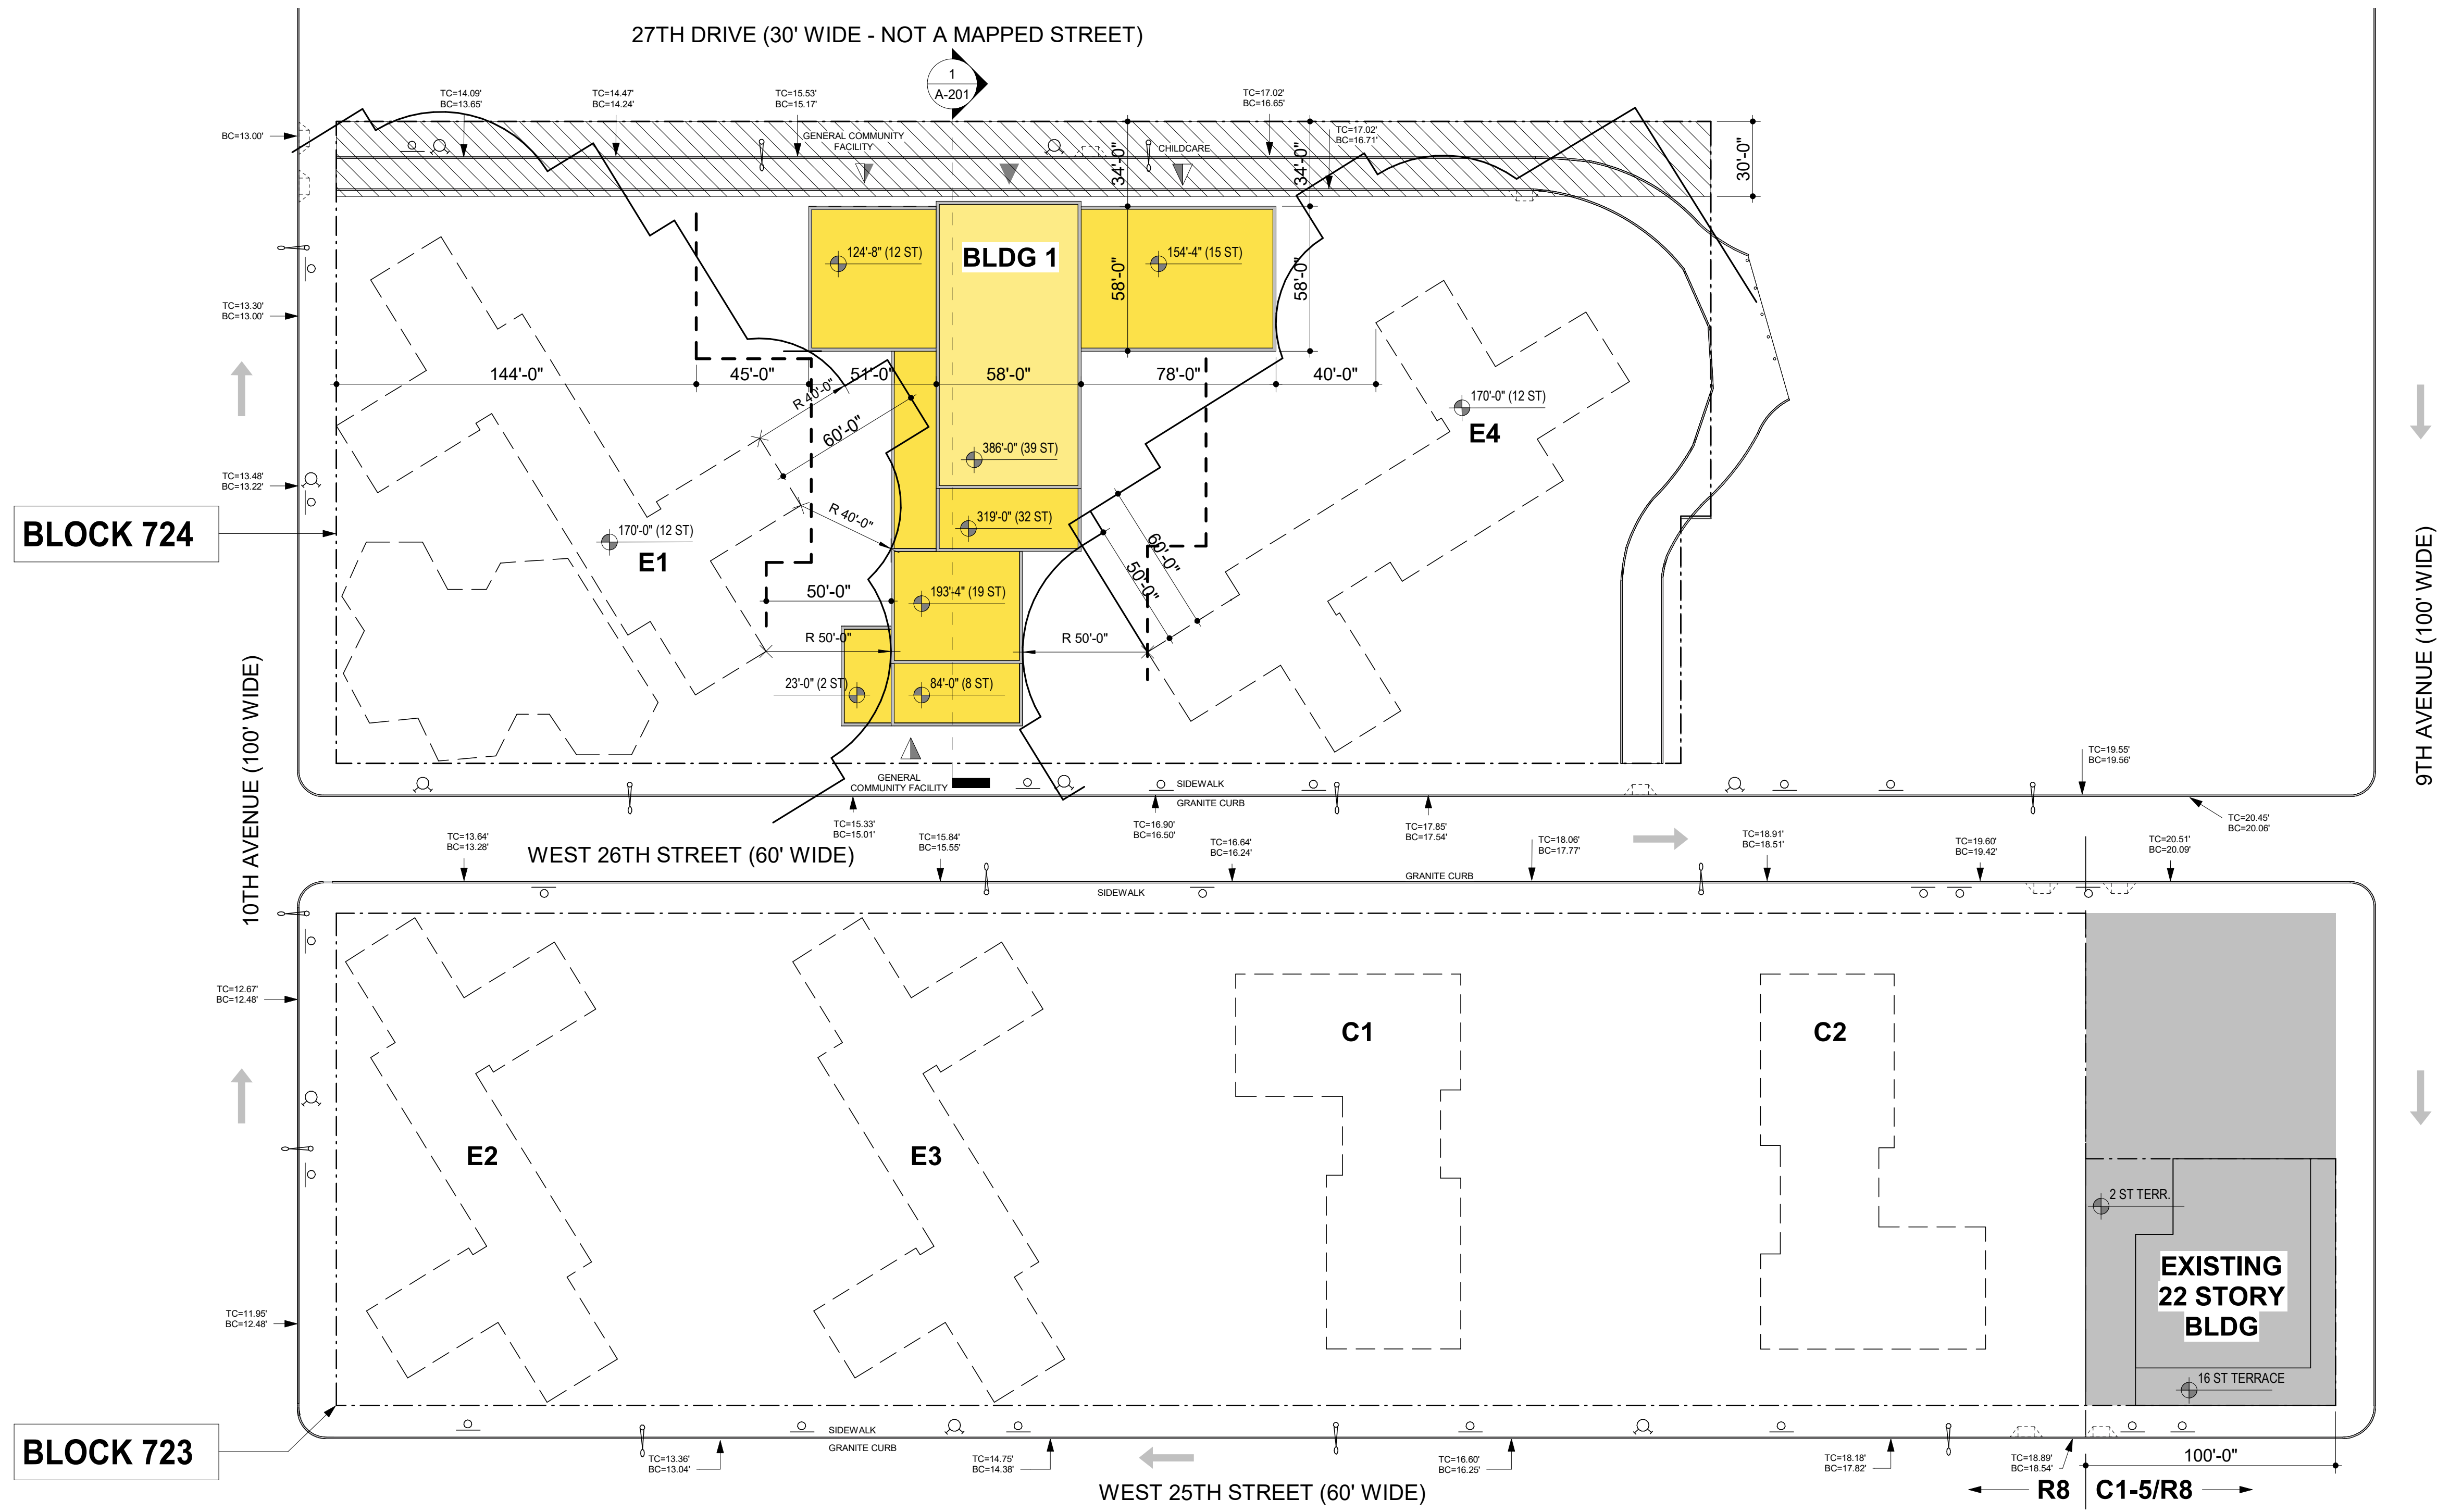 27TH DRIVE (30' WIDE - NOT A MAPPED STREET)
1
A-201
TC=14.09'
BC=13.65'
TC=14.47'
BC=14.24'
TC=15.53'
BC=15.17'
TC=17.02'
BC=16.65'
TC=17.02'
BC=16.71'
BC=13.00'
GENERAL COMMUNITY
FACILITY
CHILDCARE
34'-0"
34'-0"
30'-0"
124'-8" (12 ST)
BLDG 1
154'-4" (15 ST)
58'-0"
58'-0"
TC=13.30'
BC=13.00'
144'-0"
45'-0"
51'-0"
58'-0"
78'-0"
40'-0"
R 40'-0"
60'-0"
170'-0" (12 ST)
E4
386'-0" (39 ST)
TC=13.48'
BC=13.22'
BLOCK 724
170'-0" (12 ST)
E1
R 40'-0"
319'-0" (32 ST)
60'-0"
50'-0"
50'-0"
193'-4" (19 ST)
R 50'-0"
R 50'-0"
23'-0" (2 ST)
84'-0" (8 ST)
10TH AVENUE (100' WIDE)
9TH AVENUE (100' WIDE)
GENERAL
COMMUNITY FACILITY
SIDEWALK
GRANITE CURB
TC=19.55'
BC=19.56'
TC=20.45'
BC=20.06'
TC=15.33'
BC=15.01'
TC=16.90'
BC=16.50'
TC=17.85'
BC=17.54'
TC=13.64'
BC=13.28'
WEST 26TH STREET (60' WIDE)
TC=15.84'
BC=15.55'
TC=16.64'
BC=16.24'
TC=18.06'
BC=17.77'
TC=18.91'
BC=18.51'
TC=19.60'
BC=19.42'
TC=20.51'
BC=20.09'
GRANITE CURB
SIDEWALK
TC=12.67'
BC=12.48'
C1
C2
E2
E3
2 ST TERR.
EXISTING
22 STORY
BLDG
TC=11.95'
BC=12.48'
16 ST TERRACE
BLOCK 723
SIDEWALK
GRANITE CURB
TC=13.36'
BC=13.04'
TC=14.75'
BC=14.38'
TC=16.60'
BC=16.25'
TC=18.18'
BC=17.82'
TC=18.89'
BC=18.54'
100'-0"
WEST 25TH STREET (60' WIDE)
R8
C1-5/R8